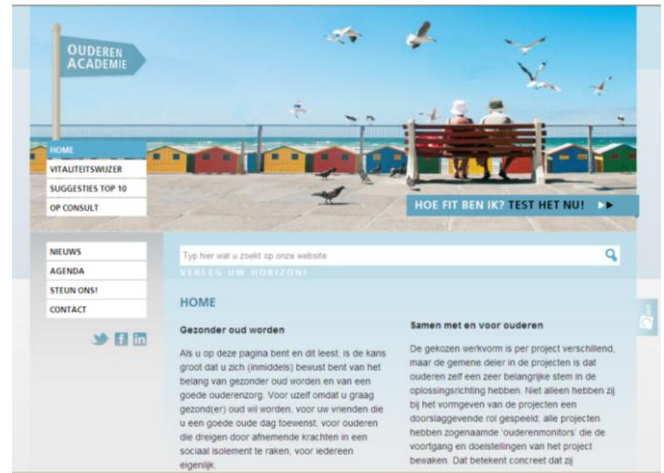 OUDEREN
ACADEMIE
HOME
VITALITEITSWIJZER
SUGGESTIES TOP 10
OP CONSULT
HOE FIT BEN IK? TEST HET NU!
NIEUWS
AGENDA
STEUN ONS!
CONTACT
Typ hier wat u zoekt op onze website
VERLEG UW HORIZON!
HOME
Gezonder oud worden
Als u op deze pagina bent en dit leest, is de kans
groot dat u zich (inmiddels) bewust bent van het
belang van gezonder oud worden en van een
goede ouderenzorg. Voor uzelf omdat u graag
gezond(er) oud wil worden, voor uw vrienden die
u een goede oude dag toewenst, voor ouderen
die dreigen door afnemende krachten in een
sociaal isolement te raken, voor iedereen
eigenlijk.
Samen met en voor ouderen
De gekozen werkvorm is per project verschillend,
maar de gemene deler in de projecten is dat
ouderen zelf een zeer belangrijke stem in de
oplossingsrichting hebben. Niet alleen hebben zij
bij het vormgeven van de projecten een
doorslaggevende rol gespeeld, alle projecten
hebben zogenaamde 'ouderenmonitors' die de
voortgang en doelstellingen van het project
bewaken. Dat betekent concreet dat zij